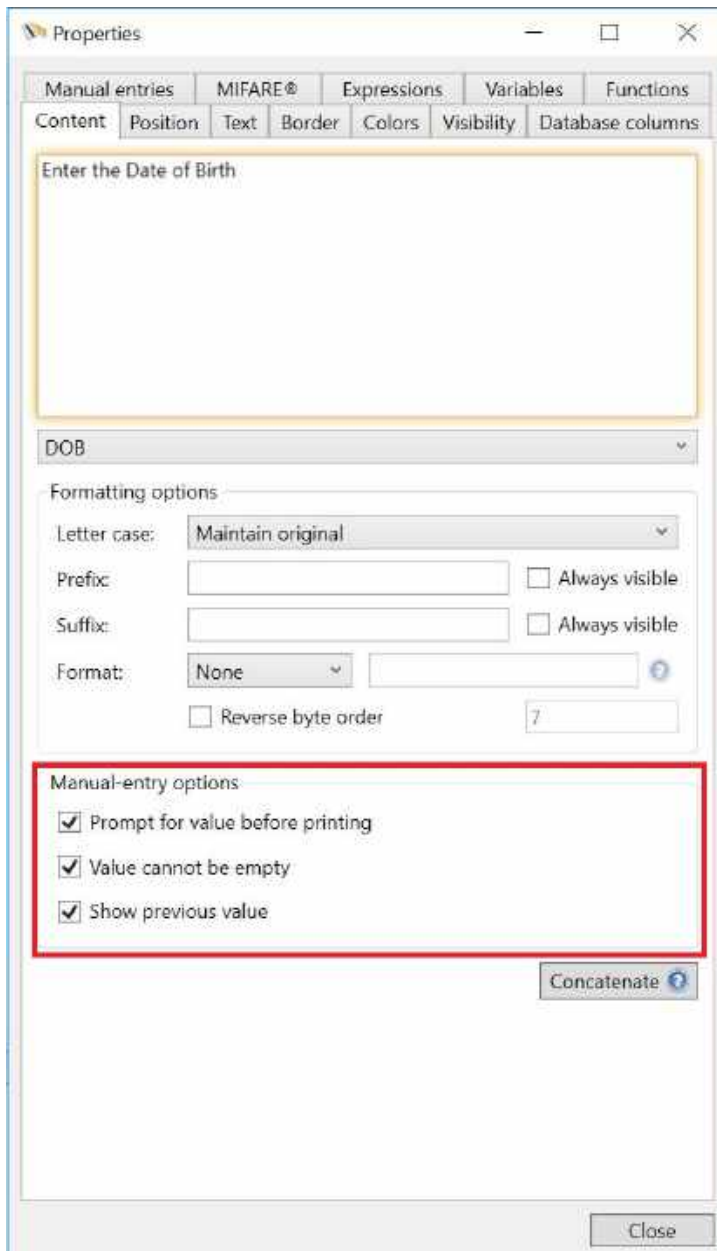 Properties
Manual entries MIFARE® Expressions Variables Functions
Content Position Text Border Colors Visibility Database columns
Enter the Date of Birth
DOB
Formatting options
Letter case: Maintain original
Prefix: Always visible
Suffix: Always visible
Format: None
Reverse byte order 7
Manual-entry options
Prompt for value before printing
Value cannot be empty
Show previous value
Concatenate ?
Close